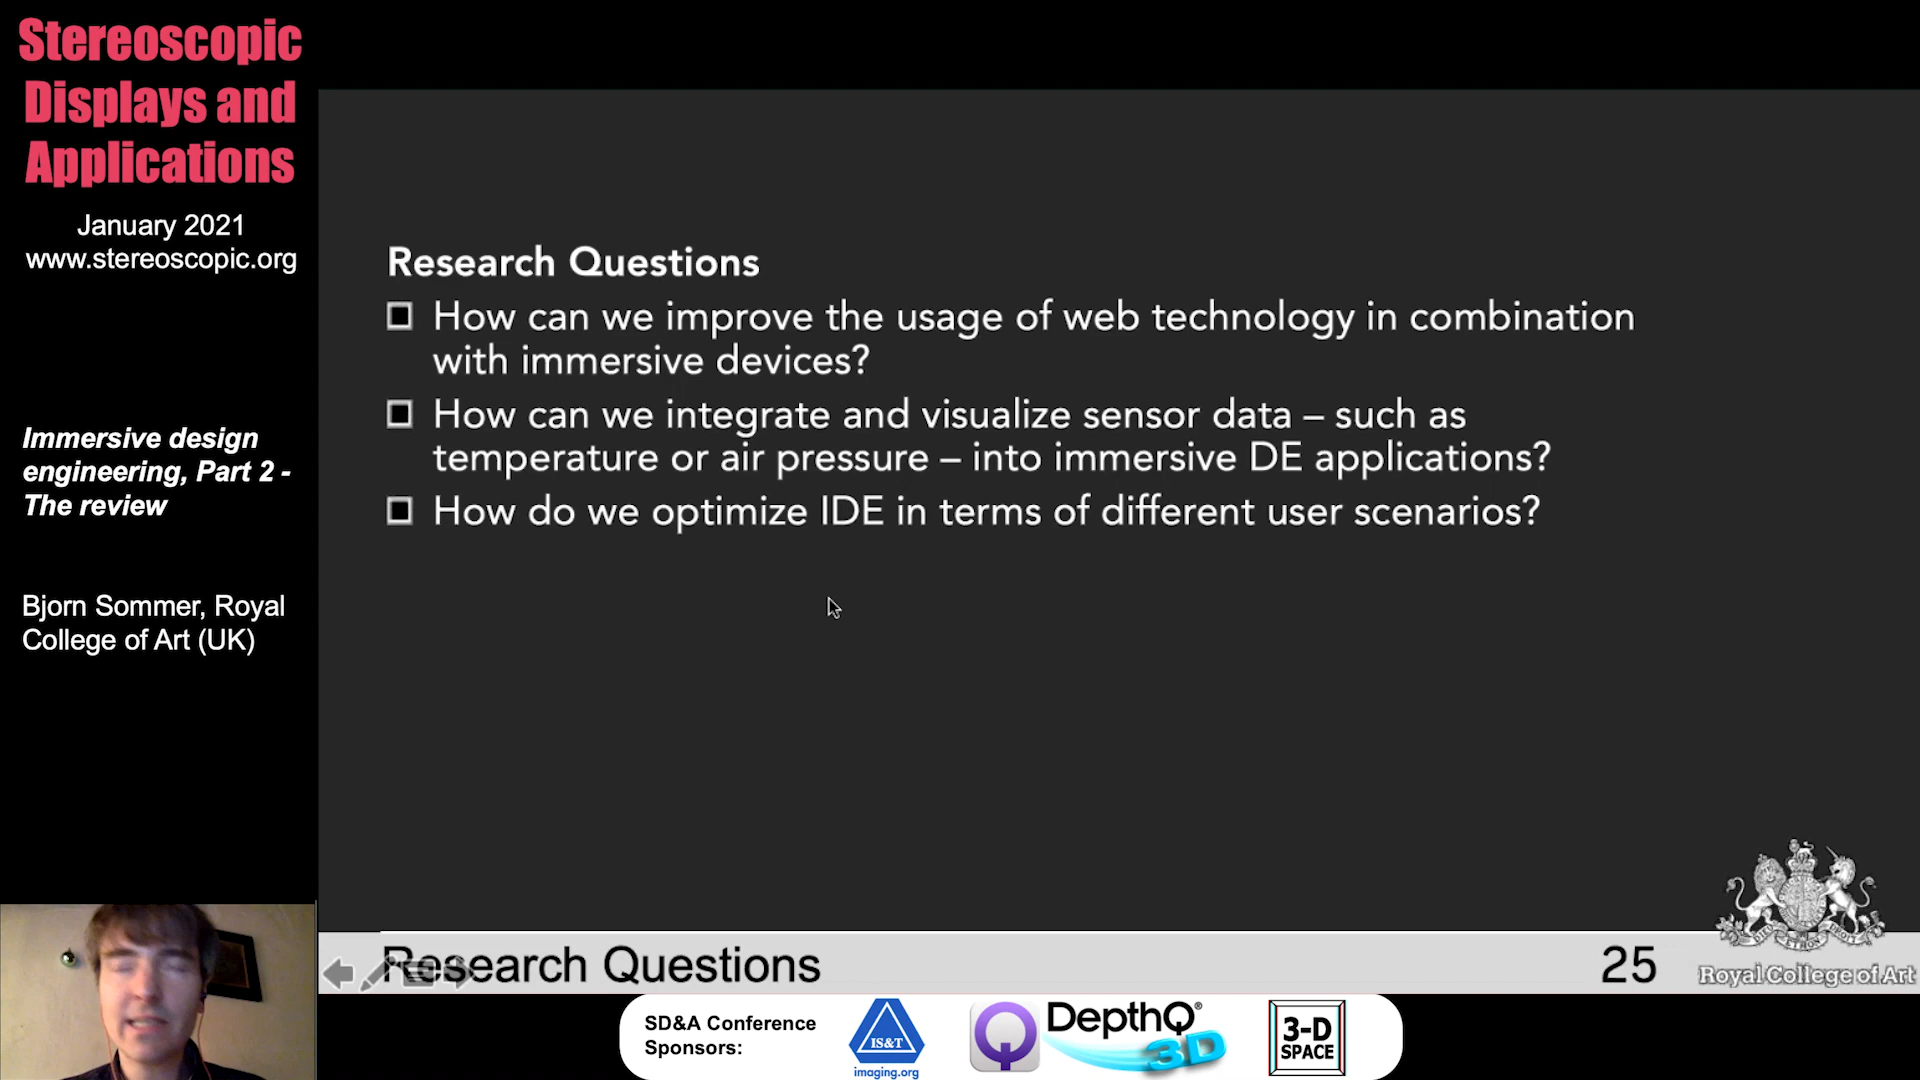 Stereoscopic
Displays and
Applications
January 2021
www.stereoscopic.org
Immersive design
engineering, Part 2 -
The review
Bjorn Sommer, Royal
College of Art (UK)
Research Questions
How can we improve the usage of web technology in combination
with immersive devices?
How can we integrate and visualize sensor data – such as
temperature or air pressure – into immersive DE applications?
How do we optimize IDE in terms of different user scenarios?
Research Questions
25
Royal College of Art
SD&A Conference
Sponsors:
IS&T
imaging.org
DepthQ®
3D
3-D
SPACE